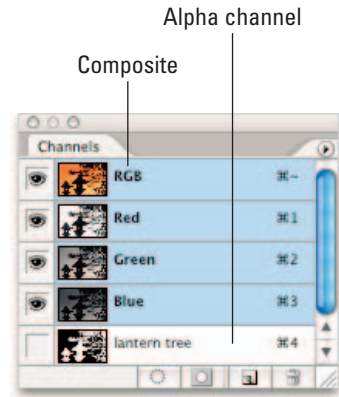 Alpha channel
Composite
Channels
RGB ⌘~
Red ⌘1
Green ⌘2
Blue ⌘3
lantern tree ⌘4